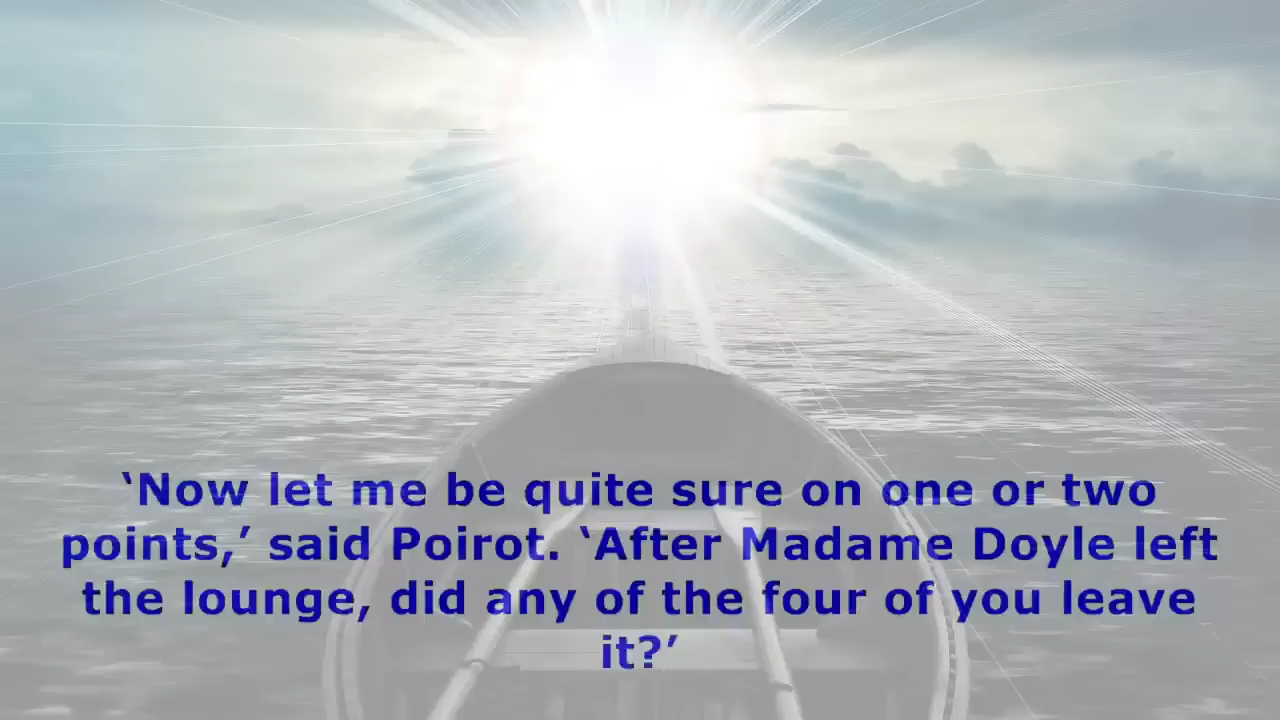 ‘Now let me be quite sure on one or two
points,’ said Poirot. ‘After Madame Doyle left
the lounge, did any of the four of you leave
it?’